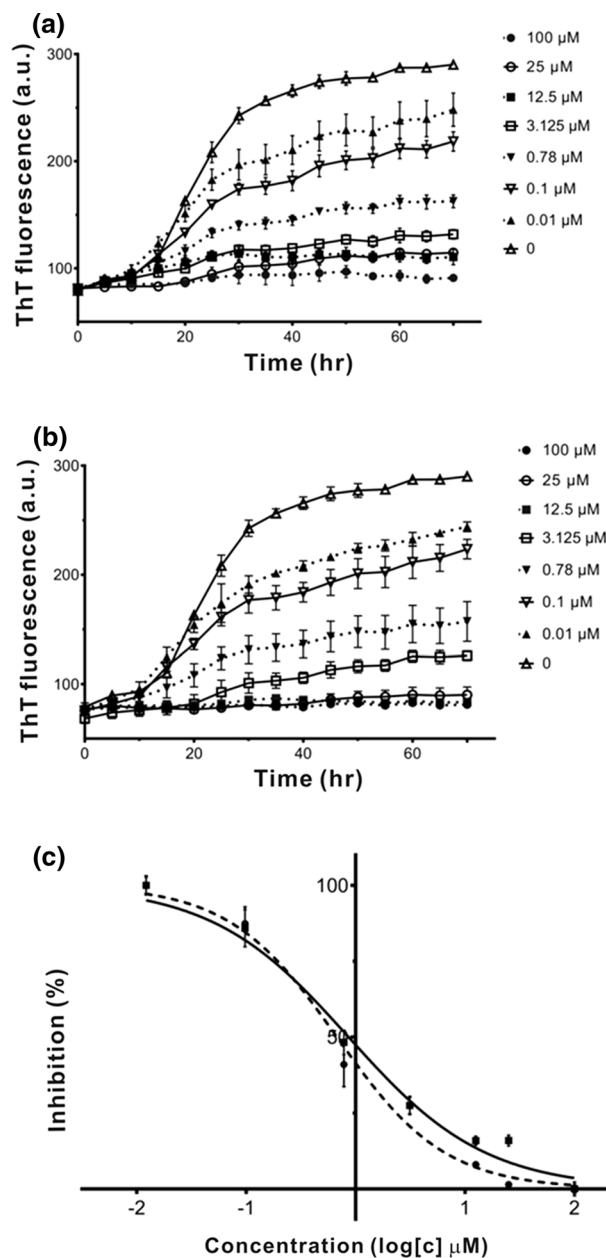 (a)
ThT fluorescence (a.u.)
300
200
100
0
20
40
60
Time (hr)
100 µM
25 µM
12.5 µM
3.125 µM
0.78 µM
0.1 µM
0.01 µM
0
(b)
ThT fluorescence (a.u.)
300
200
100
0
20
40
60
Time (hr)
100 µM
25 µM
12.5 µM
3.125 µM
0.78 µM
0.1 µM
0.01 µM
0
(c)
Inhibition (%)
100
50
-2
-1
0
1
2
Concentration (log[c] µM)